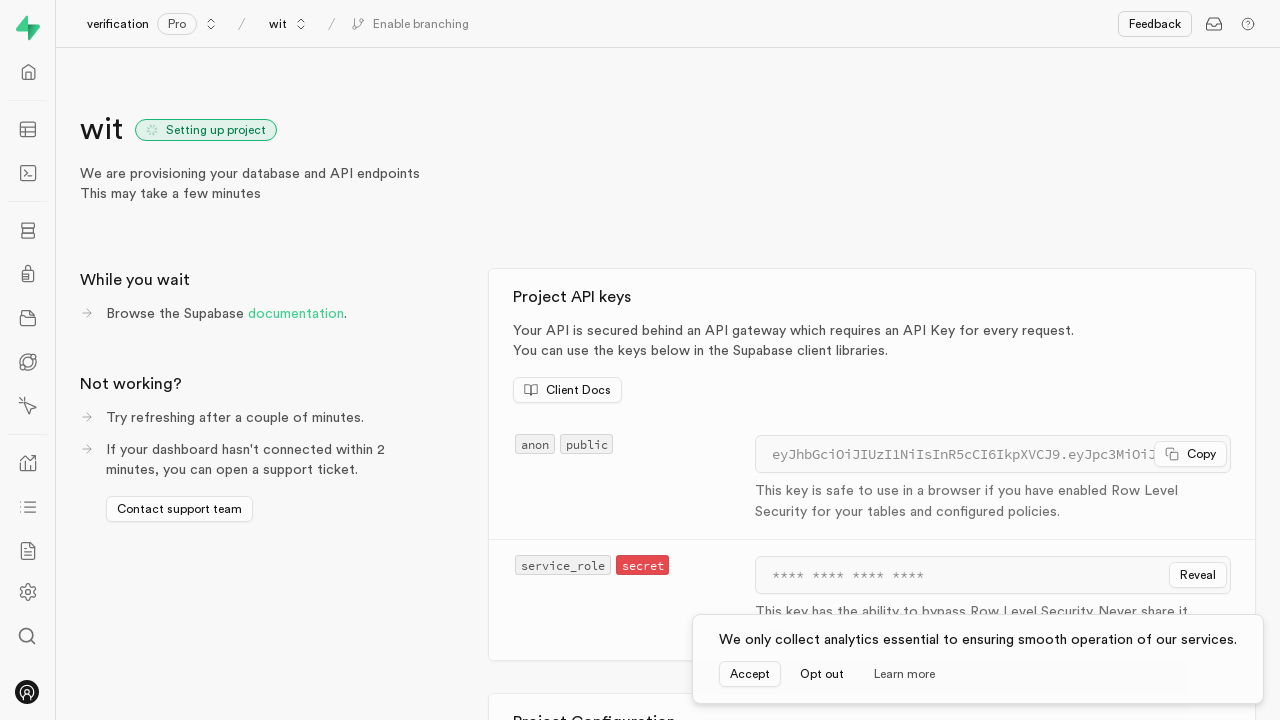 verification Pro / wit / Enable branching
Feedback
wit Setting up project
We are provisioning your database and API endpoints
This may take a few minutes
While you wait
Browse the Supabase documentation.
Not working?
Try refreshing after a couple of minutes.
If your dashboard hasn't connected within 2
minutes, you can open a support ticket.
Contact support team
Project API keys
Your API is secured behind an API gateway which requires an API Key for every request.
You can use the keys below in the Supabase client libraries.
Client Docs
anon public
eyJhbGciOiJIUzI1NiIsInR5cCI6IkpXVCJ9.eyJpc3MiOiJ Copy
This key is safe to use in a browser if you have enabled Row Level
Security for your tables and configured policies.
service_role secret
**** **** **** **** Reveal
This key has the ability to bypass Row Level Security. Never share it
We only collect analytics essential to ensuring smooth operation of our services.
Accept Opt out Learn more
Project Configuration